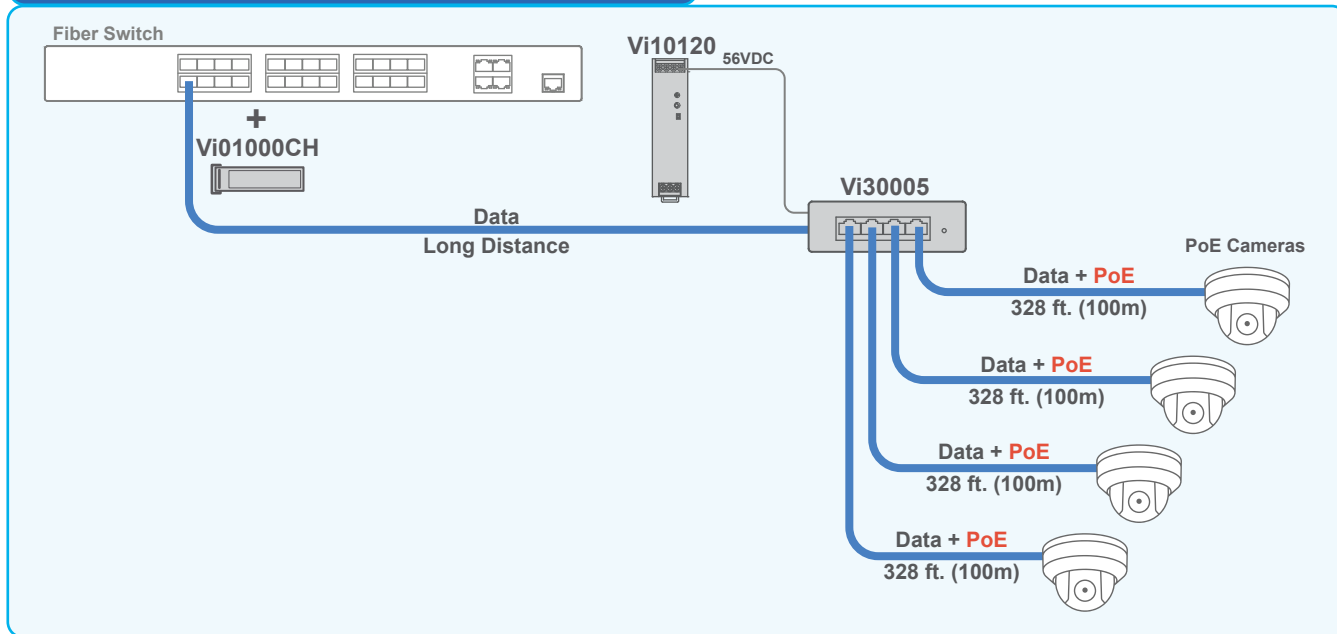 Fiber Switch
+
Vi01000CH
Vi10120
56VDC
Vi30005
Data
Long Distance
PoE Cameras
Data + PoE
328 ft. (100m)
Data + PoE
328 ft. (100m)
Data + PoE
328 ft. (100m)
Data + PoE
328 ft. (100m)